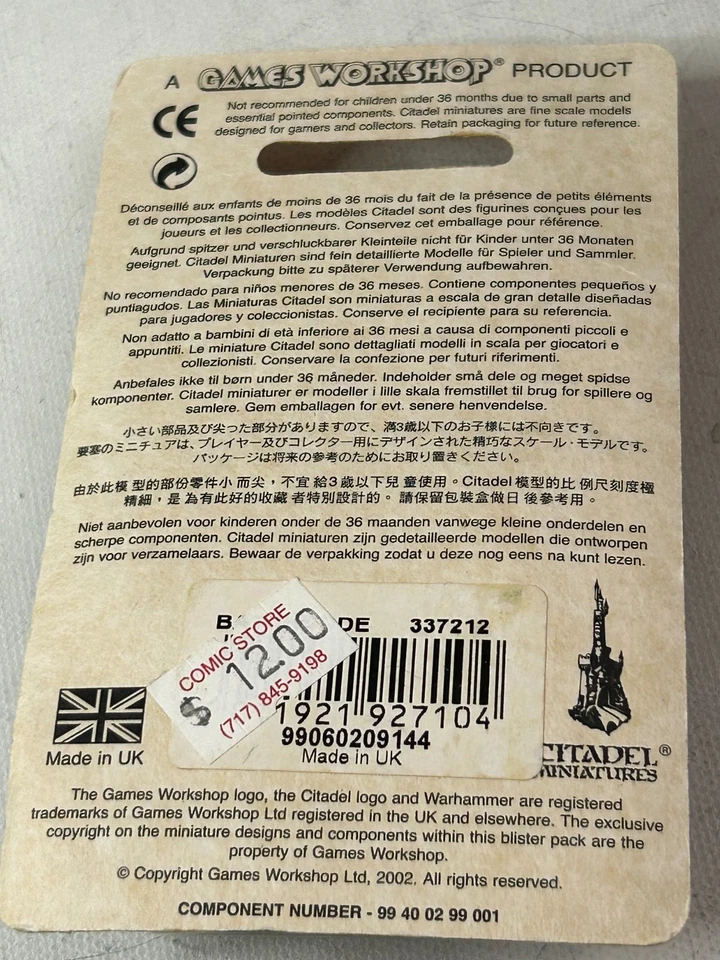 A GAMES WORKSHOP® PRODUCT
CE
Not recommended for children under 36 months due to small parts and
essential pointed components. Citadel miniatures are fine scale models
designed for gamers and collectors. Retain packaging for future reference.
Déconseillé aux enfants de moins de 36 mois du fait de la présence de petits éléments
et de composants pointus. Les modèles Citadel sont des figurines conçues pour les
joueurs et les collectionneurs. Conservez cet emballage pour référence.
Aufgrund spitzer und verschluckbarer Kleinteile nicht für Kinder unter 36 Monaten
geeignet. Citadel Miniaturen sind fein detaillierte Modelle für Spieler und Sammler.
Verpackung bitte zu späterer Verwendung aufbewahren.
No recomendado para niños menores de 36 meses. Contiene componentes pequeños y
puntiagudos. Las Miniaturas Citadel son miniaturas a escala de gran detalle diseñadas
para jugadores y coleccionistas. Conserve el recipiente para su referencia.
Non adatto a bambini di età inferiore ai 36 mesi a causa di componenti piccoli e
appuntiti. Le miniature Citadel sono dettagliati modelli in scala per giocatori e
collezionisti. Conservare la confezione per futuri riferimenti.
Anbefales ikke til børn under 36 måneder. Indeholder små dele og meget spidse
komponenter. Citadel miniaturer er modeller i lille skala fremstillet til brug for spillere og
samlere. Gem emballagen for evt. senere henvendelse.
小さい部品及び尖った部分がありますので、満3歳以下のお子様には不向きです。
要塞のミニチュアは、プレイヤー及びコレクター用にデザインされた精巧なスケール・モデルです。
パッケージは将来の参考のためにお取り置きください。
由於此模型的部份零件小而尖，不宜給3歲以下兒童使用。Citadel模型的比例尺刻度極
精細，是為有此好的收藏者特別設計的。請保留包裝盒做日後參考用。
Niet aanbevolen voor kinderen onder de 36 maanden vanwege kleine onderdelen en
scherpe componenten. Citadel miniaturen zijn gedetailleerde modellen die ontworpen
zijn voor verzamelaars. Bewaar de verpakking zodat u deze nog eens na kunt lezen.
DE 337212
COMIC STORE
$ 12.00
(717) 845-9198
1921 927104
99060209144
Made in UK
Made in UK
CITADEL®
MINIATURES
The Games Workshop logo, the Citadel logo and Warhammer are registered
trademarks of Games Workshop Ltd registered in the UK and elsewhere. The exclusive
copyright on the miniature designs and components within this blister pack are the
property of Games Workshop.
© Copyright Games Workshop Ltd, 2002. All rights reserved.
COMPONENT NUMBER - 99 40 02 99 001